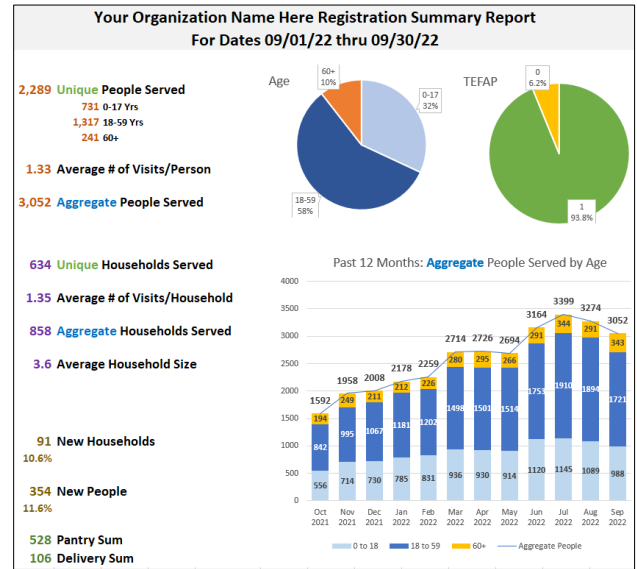 Your Organization Name Here Registration Summary Report
For Dates 09/01/22 thru 09/30/22
2,289 Unique People Served
731 0-17 Yrs
1,317 18-59 Yrs
241 60+
1.33 Average # of Visits/Person
3,052 Aggregate People Served
Age
60+
10%
0-17
32%
18-59
58%
TEFAP
0
6.2%
1
93.8%
634 Unique Households Served
1.35 Average # of Visits/Household
858 Aggregate Households Served
3.6 Average Household Size
91 New Households
10.6%
354 New People
11.6%
528 Pantry Sum
106 Delivery Sum
Past 12 Months: Aggregate People Served by Age
4000
3500
3000
2500
2000
1500
1000
500
0
1592 1958 2008 2178 2259 2714 2726 2694 3164 3399 3274 3052
194 249 211 212 226 280 295 266 291 344 291 343
842 995 1067 1181 1202 1498 1501 1514 1753 1910 1894 1721
556 714 730 785 831 936 930 914 1120 1145 1089 988
Oct Nov Dec Jan Feb Mar Apr May Jun Jul Aug Sep
2021 2021 2021 2022 2022 2022 2022 2022 2022 2022 2022 2022
0 to 18 18 to 59 60+ Aggregate People